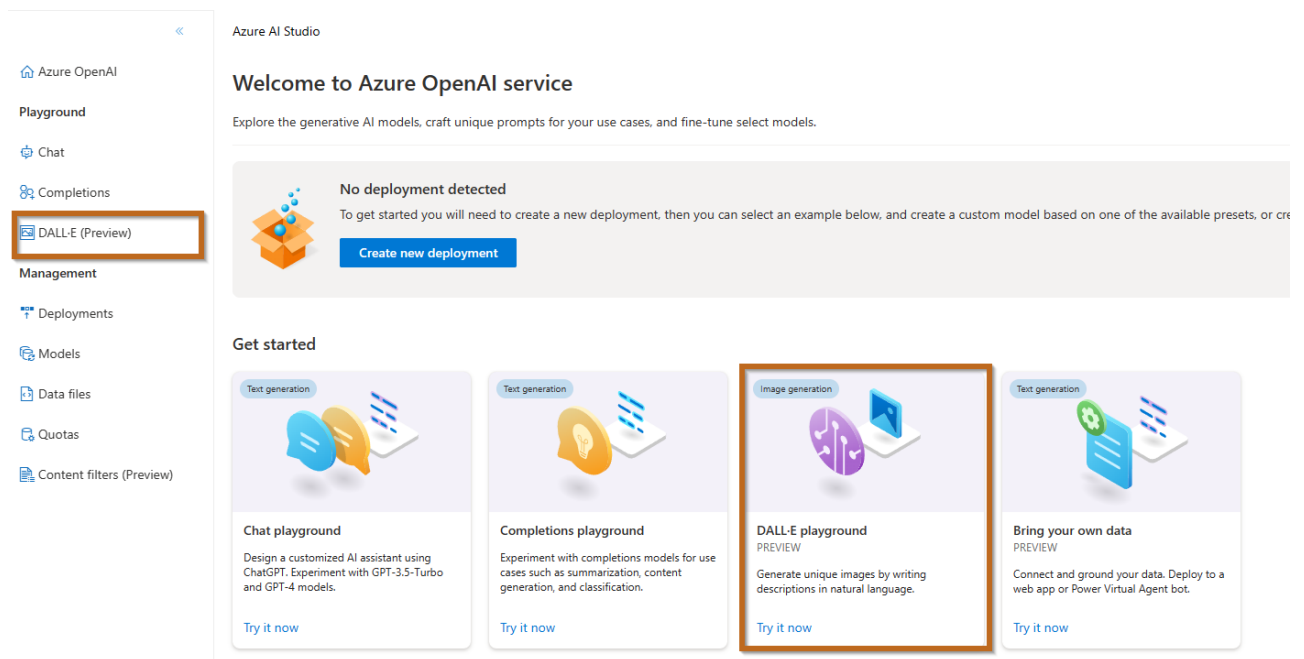 «
Azure OpenAI
Playground
Chat
Completions
DALL·E (Preview)
Management
Deployments
Models
Data files
Quotas
Content filters (Preview)
Azure AI Studio
Welcome to Azure OpenAI service
Explore the generative AI models, craft unique prompts for your use cases, and fine-tune select models.
No deployment detected
To get started you will need to create a new deployment, then you can select an example below, and create a custom model based on one of the available presets, or cre
Create new deployment
Get started
Text generation
Chat playground
Design a customized AI assistant using
ChatGPT. Experiment with GPT-3.5-Turbo
and GPT-4 models.
Try it now
Text generation
Completions playground
Experiment with completions models for use
cases such as summarization, content
generation, and classification.
Try it now
Image generation
DALL·E playground
PREVIEW
Generate unique images by writing
descriptions in natural language.
Try it now
Text generation
Bring your own data
PREVIEW
Connect and ground your data. Deploy to a
web app or Power Virtual Agent bot.
Try it now